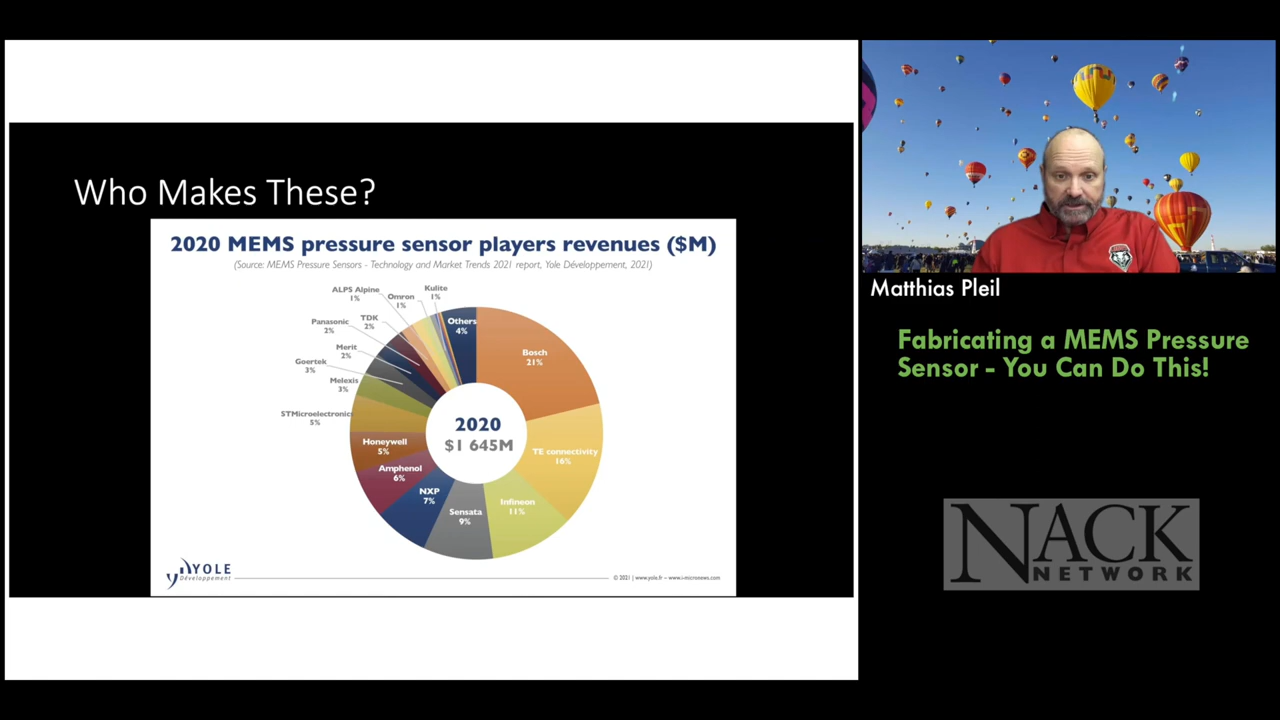 Who Makes These?
2020 MEMS pressure sensor players revenues ($M)
(Source: MEMS Pressure Sensors - Technology and Market Trends 2021 report, Yole Développement, 2021)
Kulite
1%
ALPS Alpine
1%
Omron
1%
TDK
2%
Panasonic
2%
Merit
2%
Goertek
3%
Melexis
3%
STMicroelectronics
5%
Honeywell
5%
Amphenol
6%
NXP
7%
Sensata
9%
Infineon
11%
TE connectivity
16%
Bosch
21%
Others
4%
2020
$1 645M
YOLE
Développement
© 2021 | www.yole.fr – www.i-micronews.com
Matthias Pleil
Fabricating a MEMS Pressure
Sensor - You Can Do This!
NACK
NETWORK